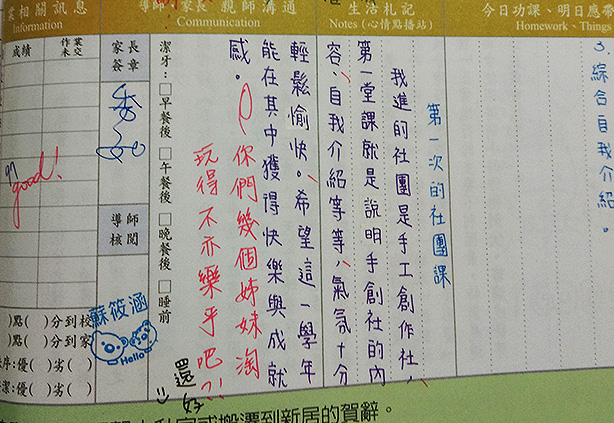 業相關訊息
Information
導師、家長、親師溝通
Communication
生活札記
Notes (心情點播站)
今日功課、明日應帶
Homework、Things
3. 綜合自我介紹。
第一次的社團課
我進的社團是手工創作社,
第一堂課就是說明手創社的內
容、自我介紹等等,氣氛十分
輕鬆愉快。希望這一學年
能在其中獲得快樂與成就
感。
你們幾個姊妹淘
玩得不亦樂乎吧?!
還好
潔牙:□早餐後 □午餐後 □晚餐後 □睡前
家長
簽章
導師
核閱
蘇筱涵
Hello
作業
未交
成績
good!
)點( )分到校
)點( )分到家
秩序:優( )劣( )
潔:優( )劣( )
或搬遷到新居的賀辭。